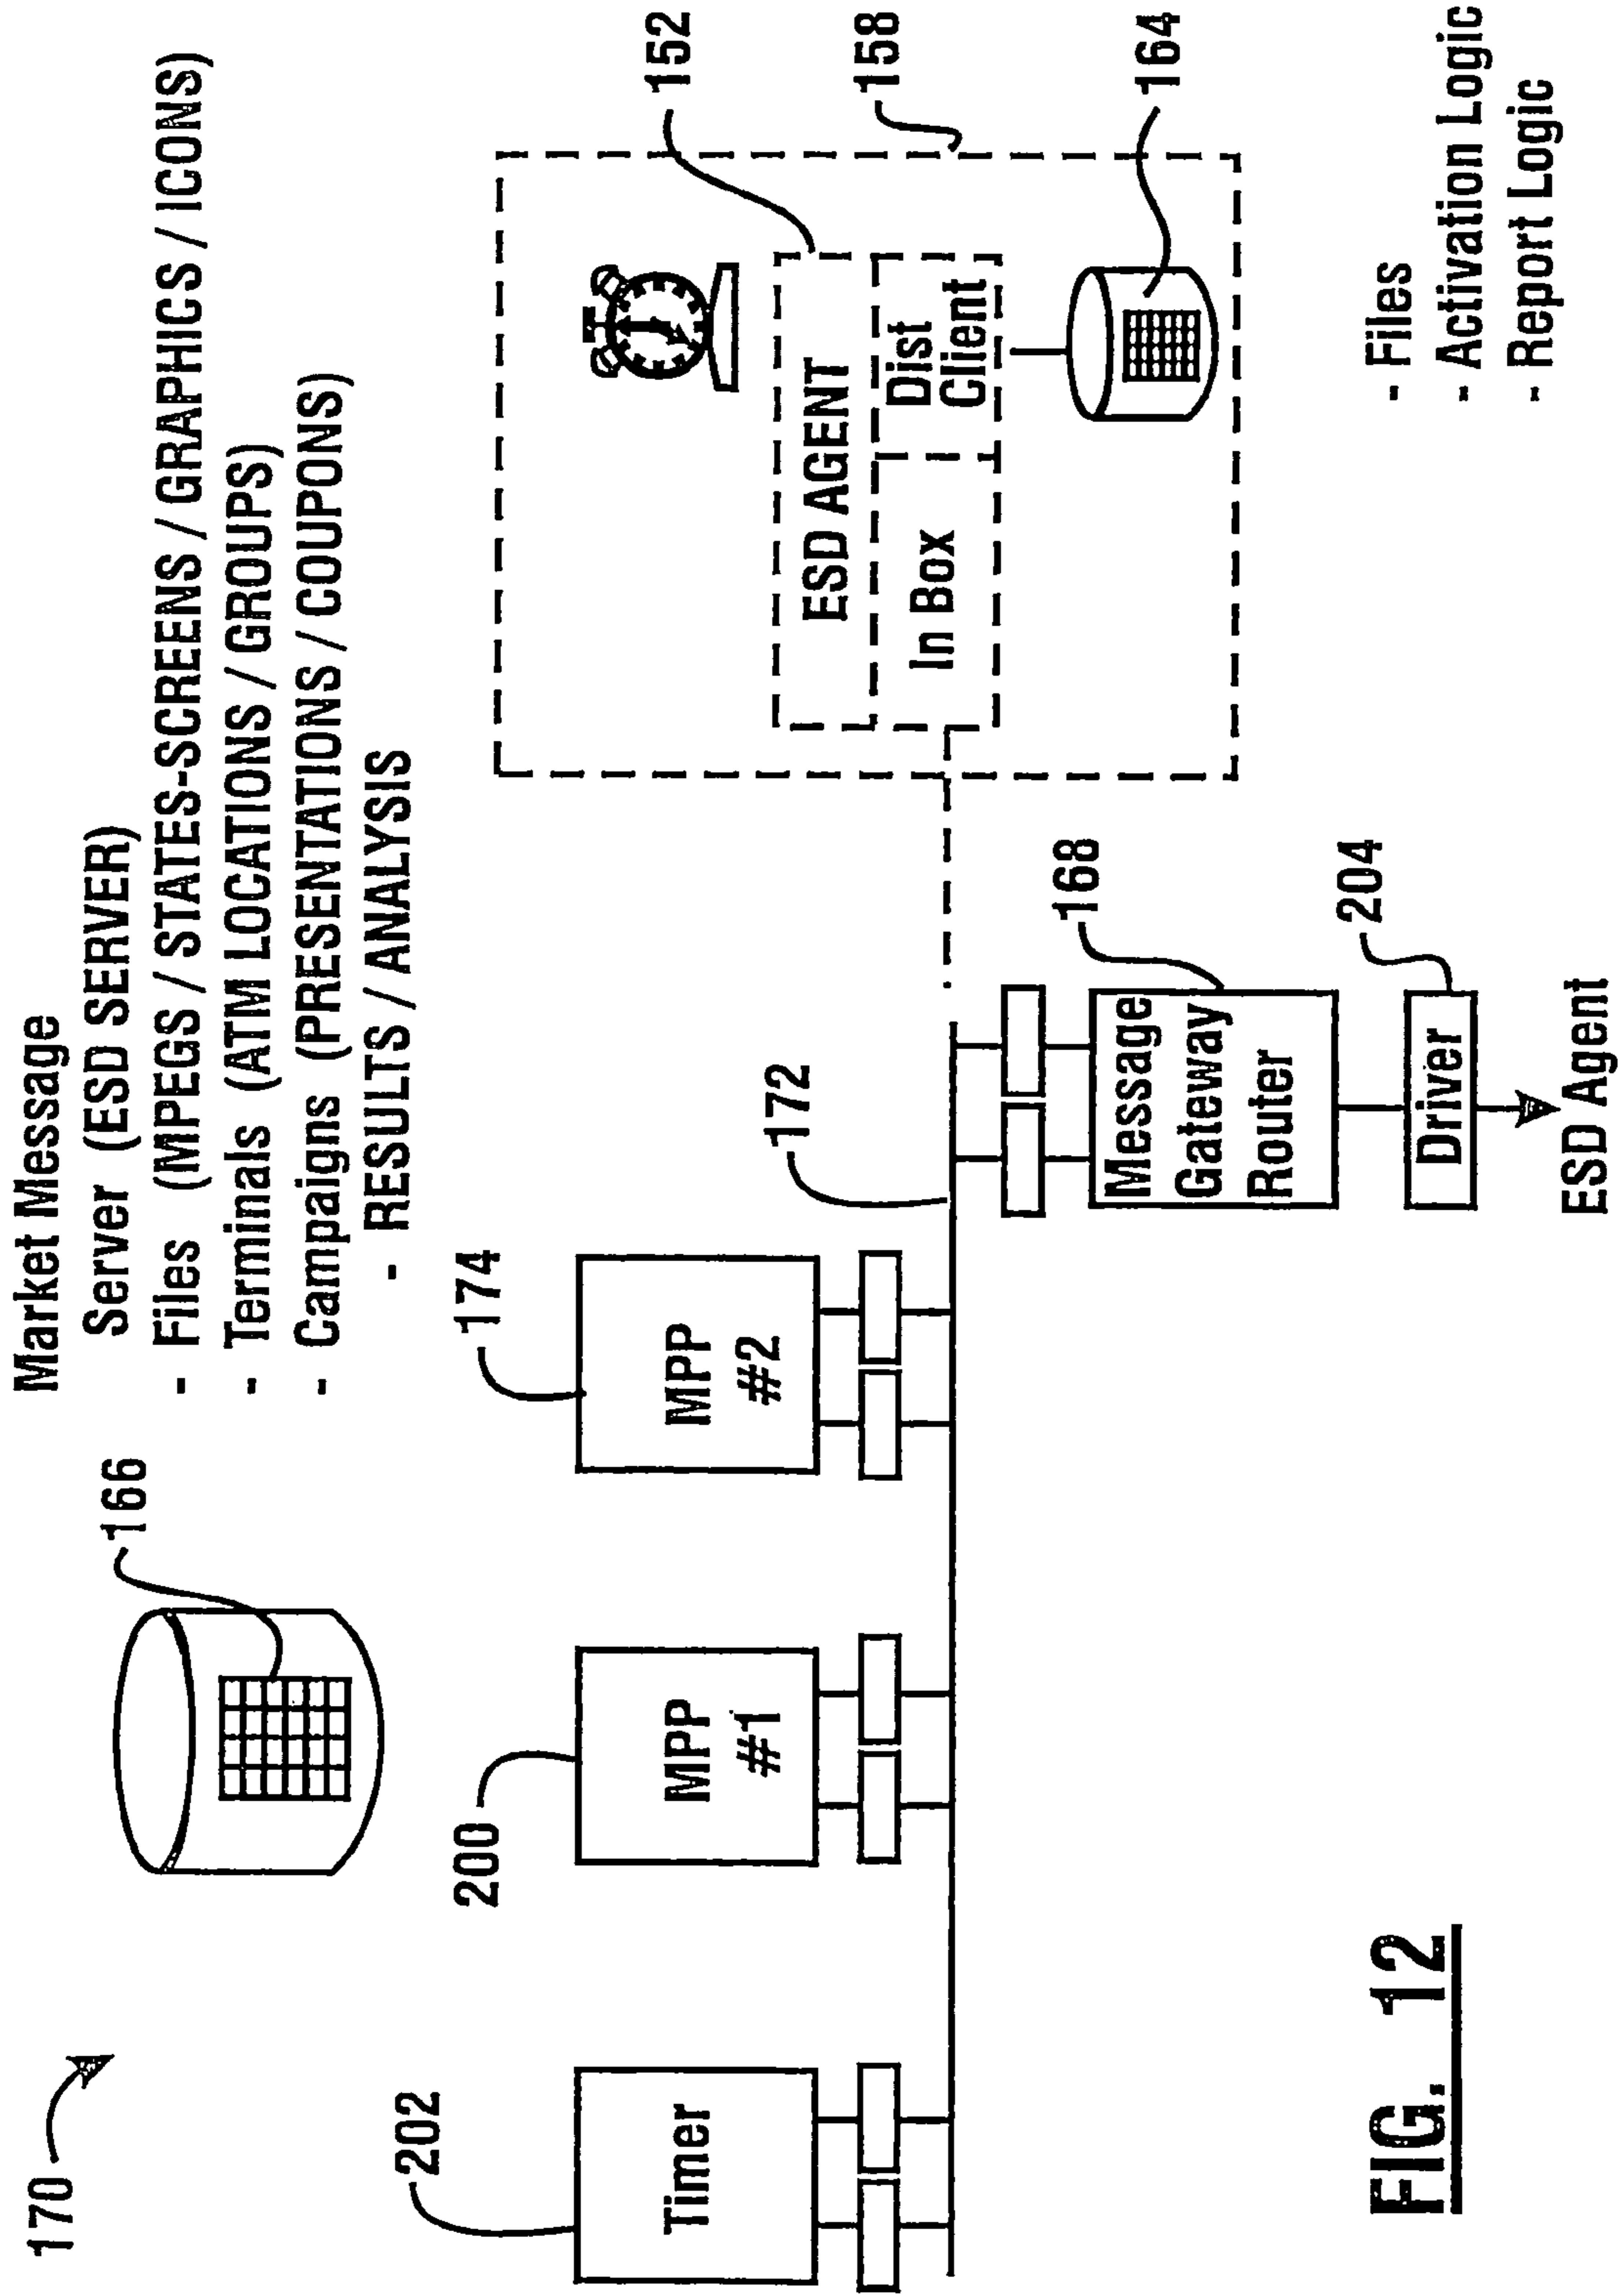 170
166
Market Message
Server (ESD SERVER)
- Files (MPEGS / STATES-SCREENS / GRAPHICS / ICONS)
- Terminals (ATM LOCATIONS / GROUPS)
- Campaigns (PRESENTATIONS / COUPONS)
- RESULTS / ANALYSIS
202
200
174
Timer
MPP
#1
MPP
#2
172
152
158
164
ESD AGENT
In Box
Dist
Client
168
Message
Gateway
Router
204
Driver
ESD Agent
- Files
- Activation Logic
- Report Logic
FIG. 12